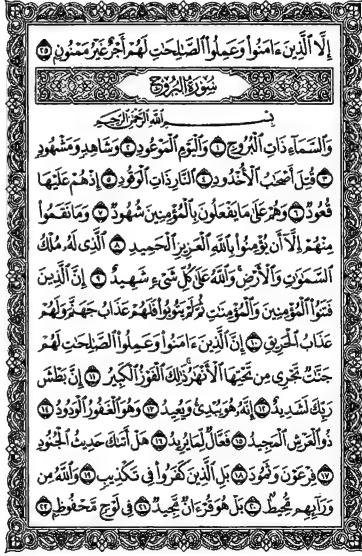 إِلَّا الَّذِينَ ءَامَنُوا۟ وَعَمِلُوا۟ الصَّٰلِحَٰتِ لَهُمْ أَجْرٌ غَيْرُ مَمْنُونٍ ٢٥
سُورَةُ الْبُرُوجِ
بِسْمِ اللَّهِ الرَّحْمَٰنِ الرَّحِيمِ
وَالسَّمَآءِ ذَاتِ الْبُرُوجِ ١ وَالْيَوْمِ الْمَوْعُودِ ٢ وَشَاهِدٍ وَمَشْهُودٍ
٣ قُتِلَ أَصْحَٰبُ الْأُخْدُودِ ٤ النَّارِ ذَاتِ الْوَقُودِ ٥ إِذْ هُمْ عَلَيْهَا
قُعُودٌ ٦ وَهُمْ عَلَىٰ مَا يَفْعَلُونَ بِالْمُؤْمِنِينَ شُهُودٌ ٧ وَمَا نَقَمُوا۟
مِنْهُمْ إِلَّآ أَن يُؤْمِنُوا۟ بِاللَّهِ الْعَزِيزِ الْحَمِيدِ ٨ الَّذِى لَهُۥ مُلْكُ
السَّمَٰوَٰتِ وَالْأَرْضِ وَاللَّهُ عَلَىٰ كُلِّ شَىْءٍ شَهِيدٌ ٩ إِنَّ الَّذِينَ
فَتَنُوا۟ الْمُؤْمِنِينَ وَالْمُؤْمِنَٰتِ ثُمَّ لَمْ يَتُوبُوا۟ فَلَهُمْ عَذَابُ جَهَنَّمَ وَلَهُمْ
عَذَابُ الْحَرِيقِ ١٠ إِنَّ الَّذِينَ ءَامَنُوا۟ وَعَمِلُوا۟ الصَّٰلِحَٰتِ لَهُمْ
جَنَّٰتٌ تَجْرِى مِن تَحْتِهَا الْأَنْهَٰرُ ذَٰلِكَ الْفَوْزُ الْكَبِيرُ ١١ إِنَّ بَطْشَ
رَبِّكَ لَشَدِيدٌ ١٢ إِنَّهُۥ هُوَ يُبْدِئُ وَيُعِيدُ ١٣ وَهُوَ الْغَفُورُ الْوَدُودُ ١٤
ذُو الْعَرْشِ الْمَجِيدُ ١٥ فَعَّالٌ لِّمَا يُرِيدُ ١٦ هَلْ أَتَىٰكَ حَدِيثُ الْجُنُودِ
١٧ فِرْعَوْنَ وَثَمُودَ ١٨ بَلِ الَّذِينَ كَفَرُوا۟ فِى تَكْذِيبٍ ١٩ وَاللَّهُ مِن
وَرَآئِهِم مُّحِيطٌۢ ٢٠ بَلْ هُوَ قُرْءَانٌ مَّجِيدٌ ٢١ فِى لَوْحٍ مَّحْفُوظٍۭ ٢٢